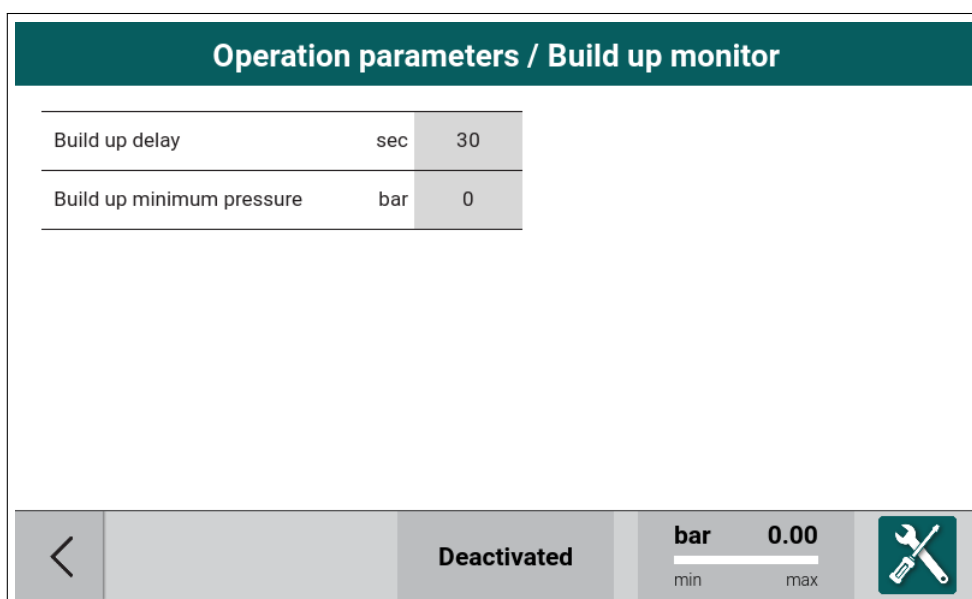 Operation parameters / Build up monitor
Build up delay sec 30
Build up minimum pressure bar 0
Deactivated
bar 0.00
min max